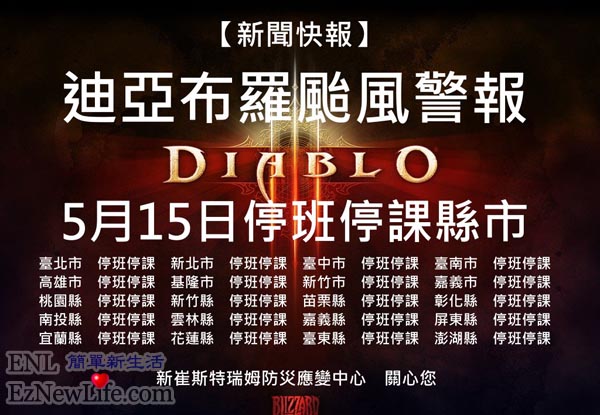 【新聞快報】
迪亞布羅颱風警報
DIABLO
5月15日停班停課縣市
臺北市 停班停課 新北市 停班停課 臺中市 停班停課 臺南市 停班停課
高雄市 停班停課 基隆市 停班停課 新竹市 停班停課 嘉義市 停班停課
桃園縣 停班停課 新竹縣 停班停課 苗栗縣 停班停課 彰化縣 停班停課
南投縣 停班停課 雲林縣 停班停課 嘉義縣 停班停課 屏東縣 停班停課
宜蘭縣 停班停課 花蓮縣 停班停課 臺東縣 停班停課 澎湖縣 停班停課
ENL 簡單新生活
EzNewLife.com
新崔斯特瑞姆防災應變中心 關心您
BLIZZARD